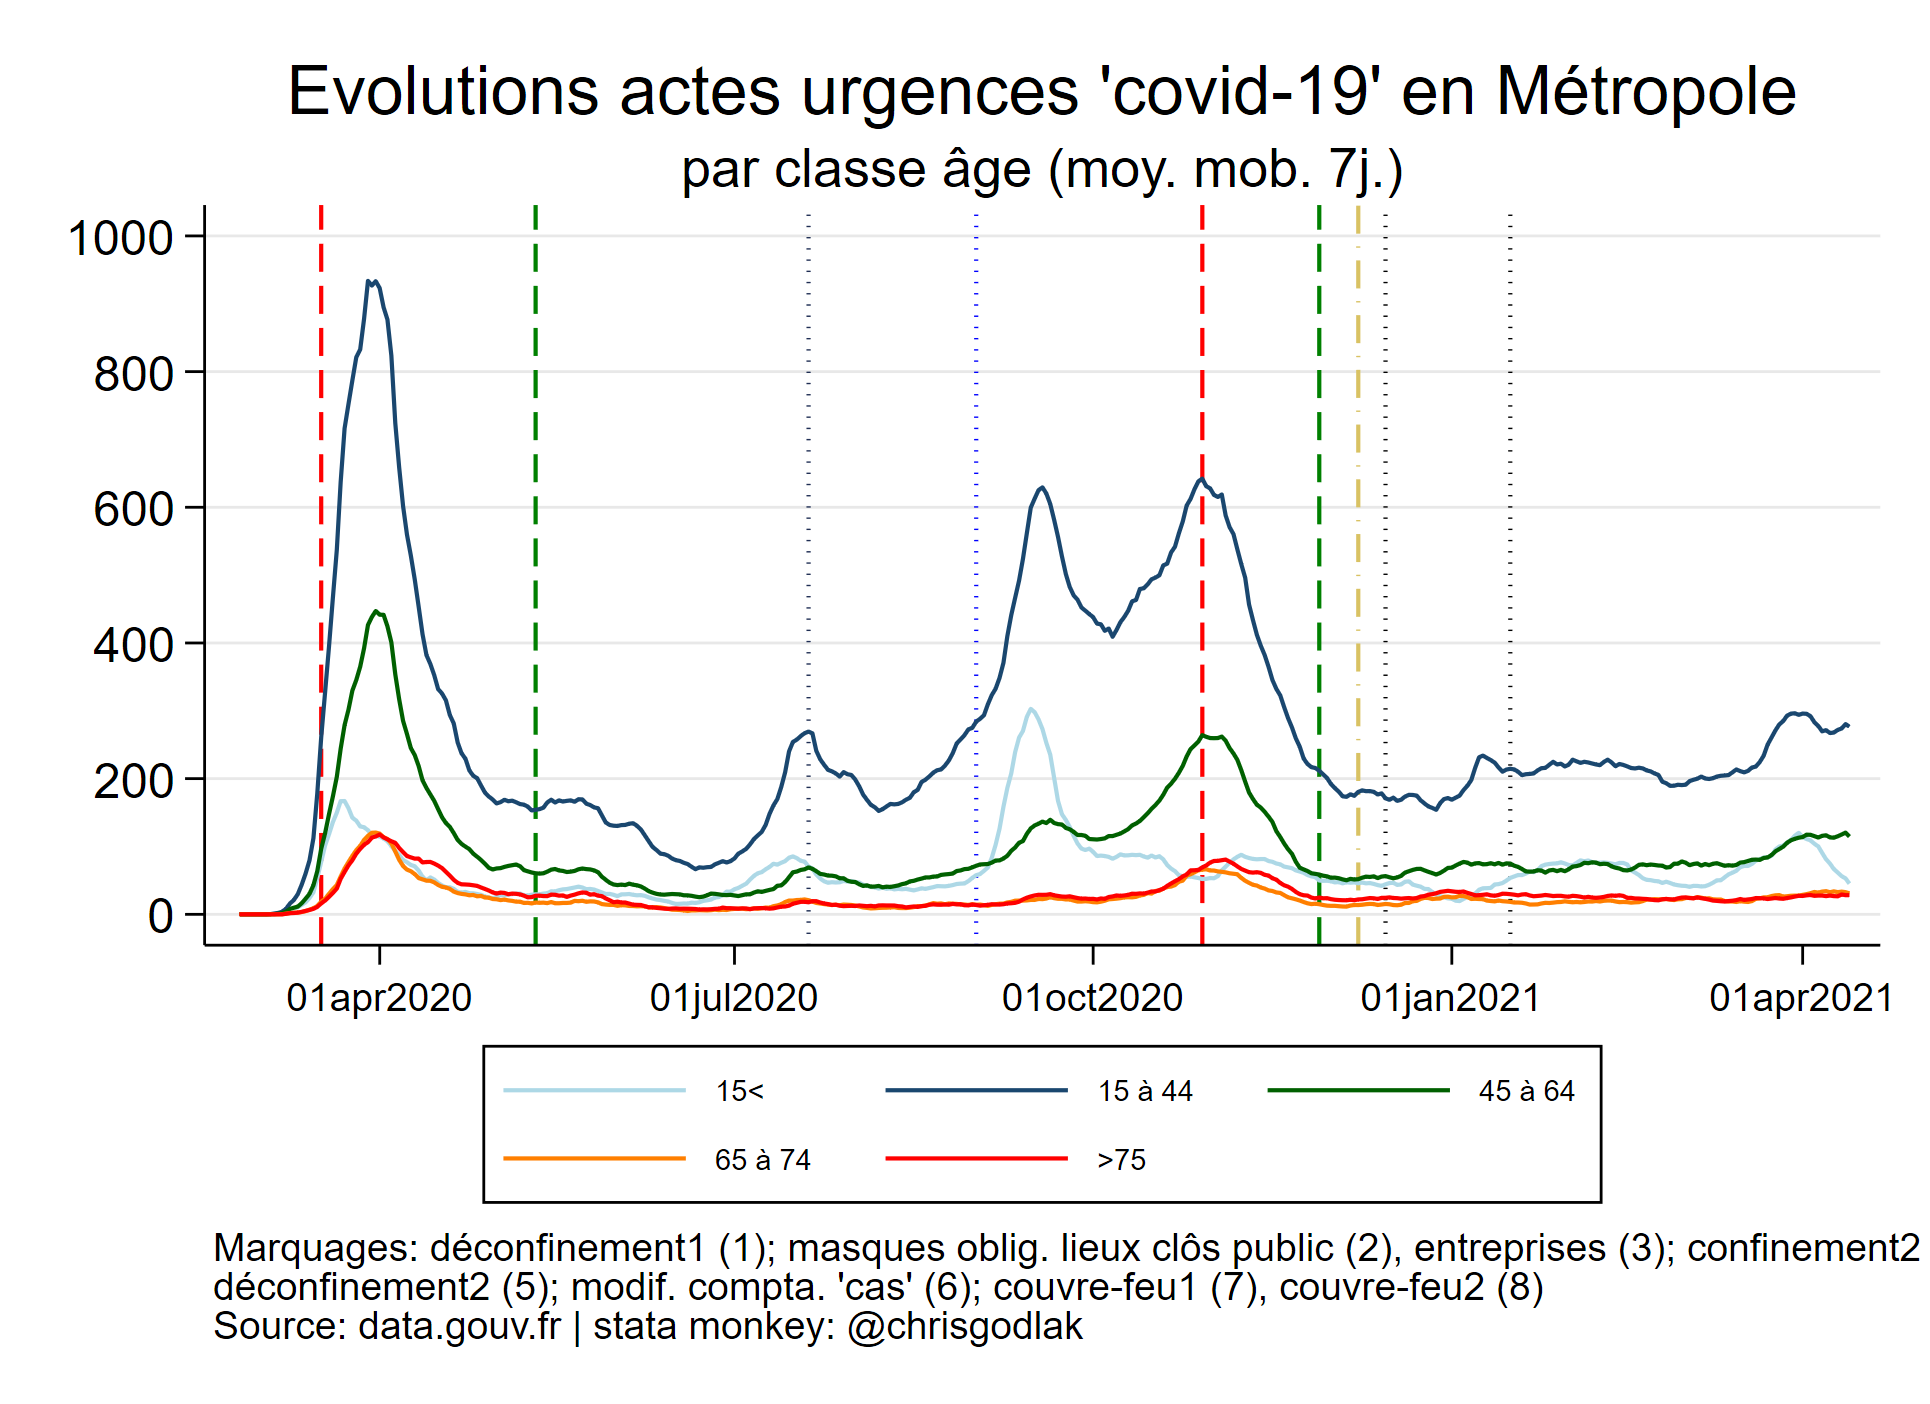 Evolutions actes urgences 'covid-19' en Métropole
par classe âge (moy. mob. 7j.)
1000
800
600
400
200
0
01apr2020 01jul2020 01oct2020 01jan2021 01apr2021
15< 15 à 44 45 à 64
65 à 74 >75
Marquages: déconfinement1 (1); masques oblig. lieux clôs public (2), entreprises (3); confinement2
déconfinement2 (5); modif. compta. 'cas' (6); couvre-feu1 (7), couvre-feu2 (8)
Source: data.gouv.fr | stata monkey: @chrisgodlak